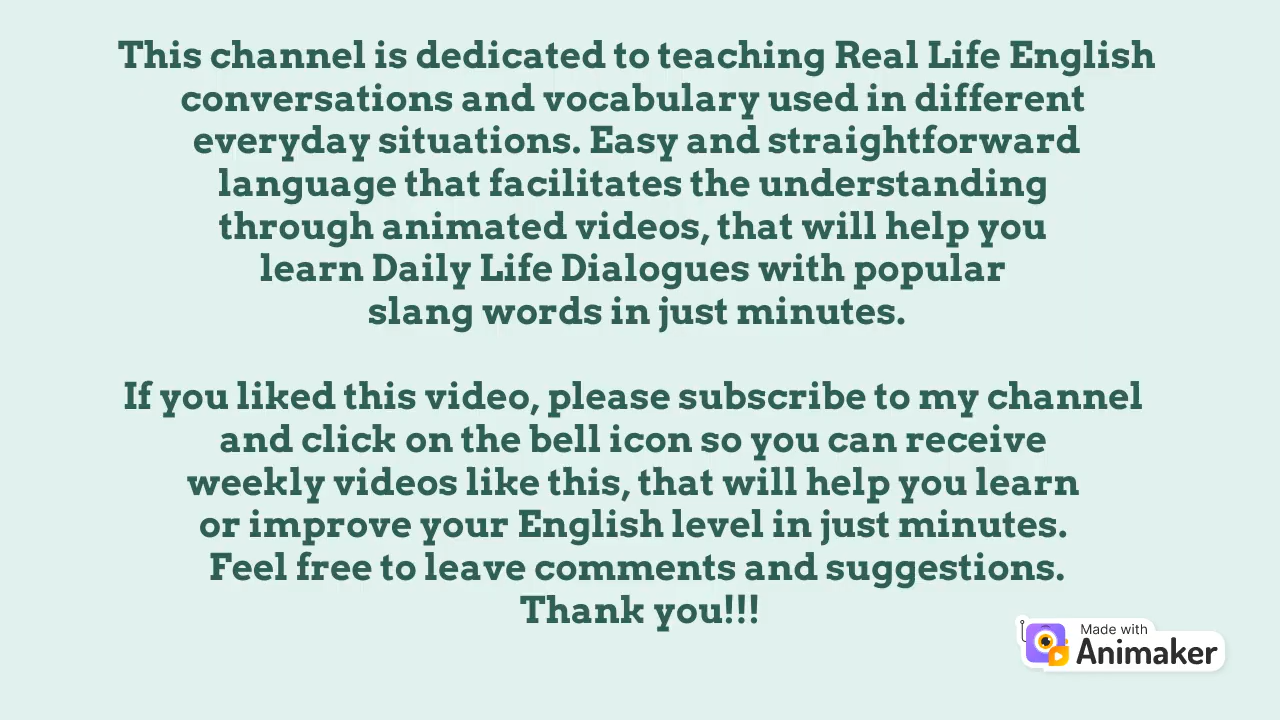 This channel is dedicated to teaching Real Life English
conversations and vocabulary used in different
everyday situations. Easy and straightforward
language that facilitates the understanding
through animated videos, that will help you
learn Daily Life Dialogues with popular
slang words in just minutes.
If you liked this video, please subscribe to my channel
and click on the bell icon so you can receive
weekly videos like this, that will help you learn
or improve your English level in just minutes.
Feel free to leave comments and suggestions.
Thank you!!!
Made with
Animaker